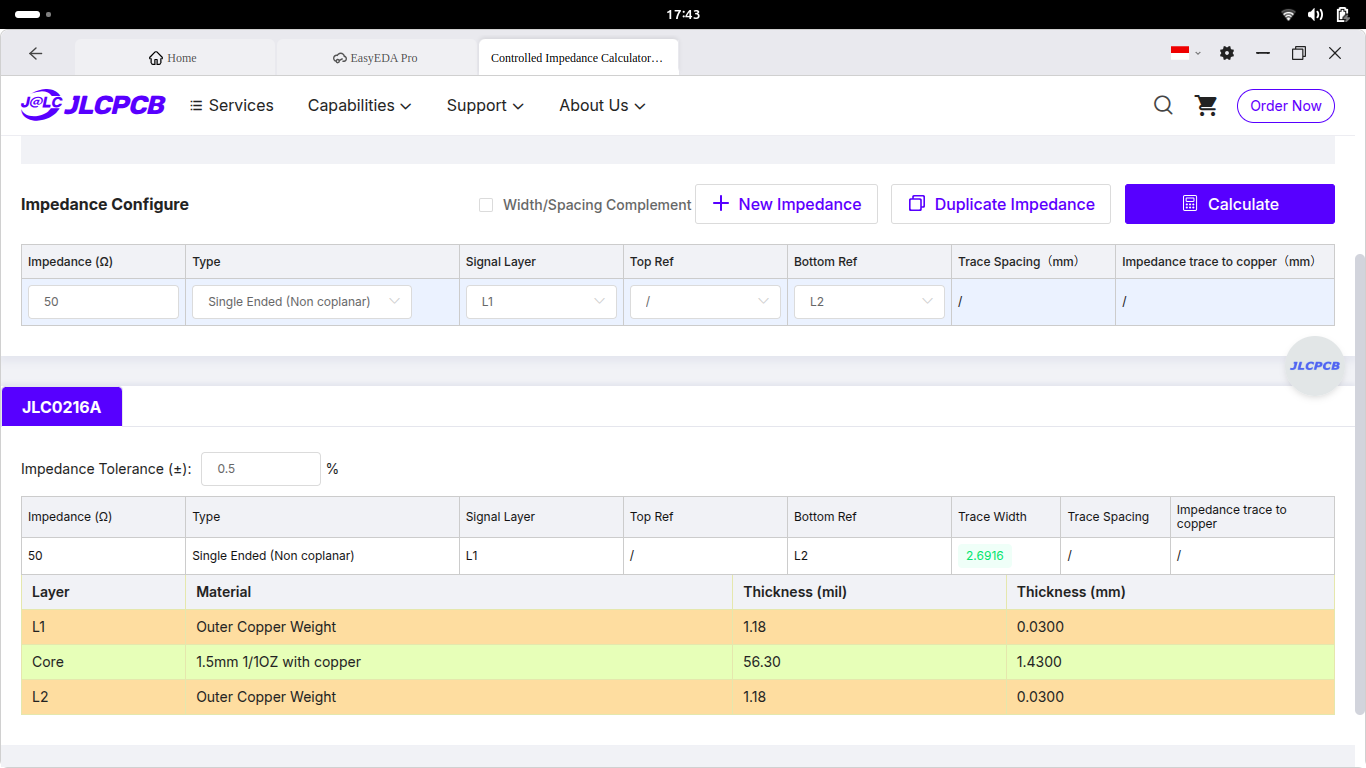 17:43
Home
EasyEDA Pro
Controlled Impedance Calculator…
J@LC JLCPCB
Services
Capabilities
Support
About Us
Order Now
Impedance Configure
Width/Spacing Complement
New Impedance
Duplicate Impedance
Calculate
Impedance (Ω) Type Signal Layer Top Ref Bottom Ref Trace Spacing（mm） Impedance trace to copper（mm）
50 Single Ended (Non coplanar) L1 / L2 / /
JLCPCB
JLC0216A
Impedance Tolerance (±): 0.5 %
Impedance (Ω) Type Signal Layer Top Ref Bottom Ref Trace Width Trace Spacing Impedance trace to
copper
50 Single Ended (Non coplanar) L1 / L2 2.6916 / /
Layer Material Thickness (mil) Thickness (mm)
L1 Outer Copper Weight 1.18 0.0300
Core 1.5mm 1/1OZ with copper 56.30 1.4300
L2 Outer Copper Weight 1.18 0.0300